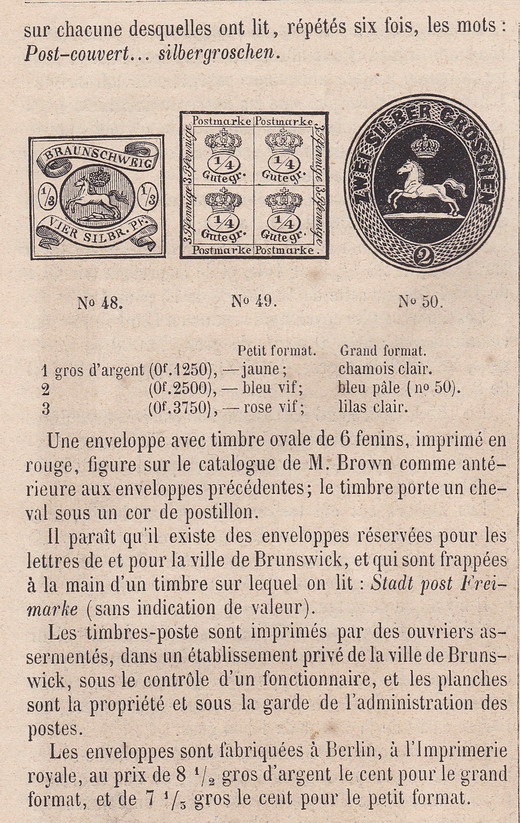 sur chacune desquelles ont lit, répétés six fois, les mots :
Post-couvert... silbergroschen.
BRAUNSCHWEIG
1/3 1/3
VIER SILBR. PF.
Postmarke Postmarke
3 Pfennige 3 Pfennige
1/4 1/4
Gutegr. Gutegr.
1/4 1/4
Gutegr. Gutegr.
3 Pfennige 3 Pfennige
Postmarke Postmarke
ZWEI SILBER GROSCHEN
2
No 48. No 49. No 50.
Petit format. Grand format.
1 gros d'argent (0f.1250), — jaune ; chamois clair.
2 (0f.2500), — bleu vif ; bleu pâle (no 50).
3 (0f.3750), — rose vif ; lilas clair.
Une enveloppe avec timbre ovale de 6 fenins, imprimé en
rouge, figure sur le catalogue de M. Brown comme anté-
rieure aux enveloppes précédentes ; le timbre porte un che-
val sous un cor de postillon.
Il paraît qu'il existe des enveloppes réservées pour les
lettres de et pour la ville de Brunswick, et qui sont frappées
à la main d'un timbre sur lequel on lit : Stadt post Frei-
marke (sans indication de valeur).
Les timbres-poste sont imprimés par des ouvriers as-
sermentés, dans un établissement privé de la ville de Bruns-
wick, sous le contrôle d'un fonctionnaire, et les planches
sont la propriété et sous la garde de l'administration des
postes.
Les enveloppes sont fabriquées à Berlin, à l'Imprimerie
royale, au prix de 8 1/2 gros d'argent le cent pour le grand
format, et de 7 1/3 gros le cent pour le petit format.